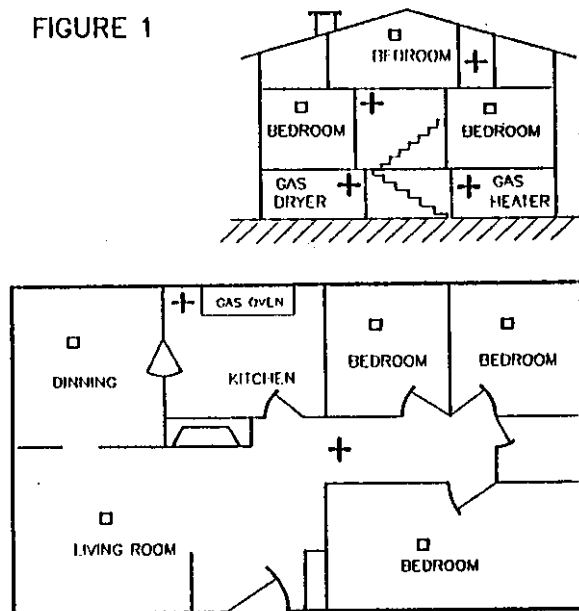 FIGURE 1
BEDROOM
BEDROOM
BEDROOM
GAS
DRYER
GAS
HEATER
GAS OVEN
DINNING
KITCHEN
BEDROOM
BEDROOM
LIVING ROOM
BEDROOM